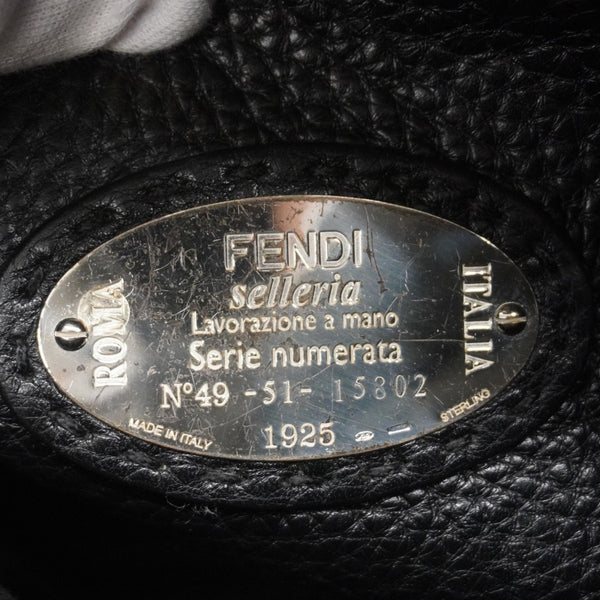 FENDI
selleria
Lavorazione a mano
Serie numerata
N°49 -51- 15802
1925
ROMA
ITALIA
MADE IN ITALY
STERLING